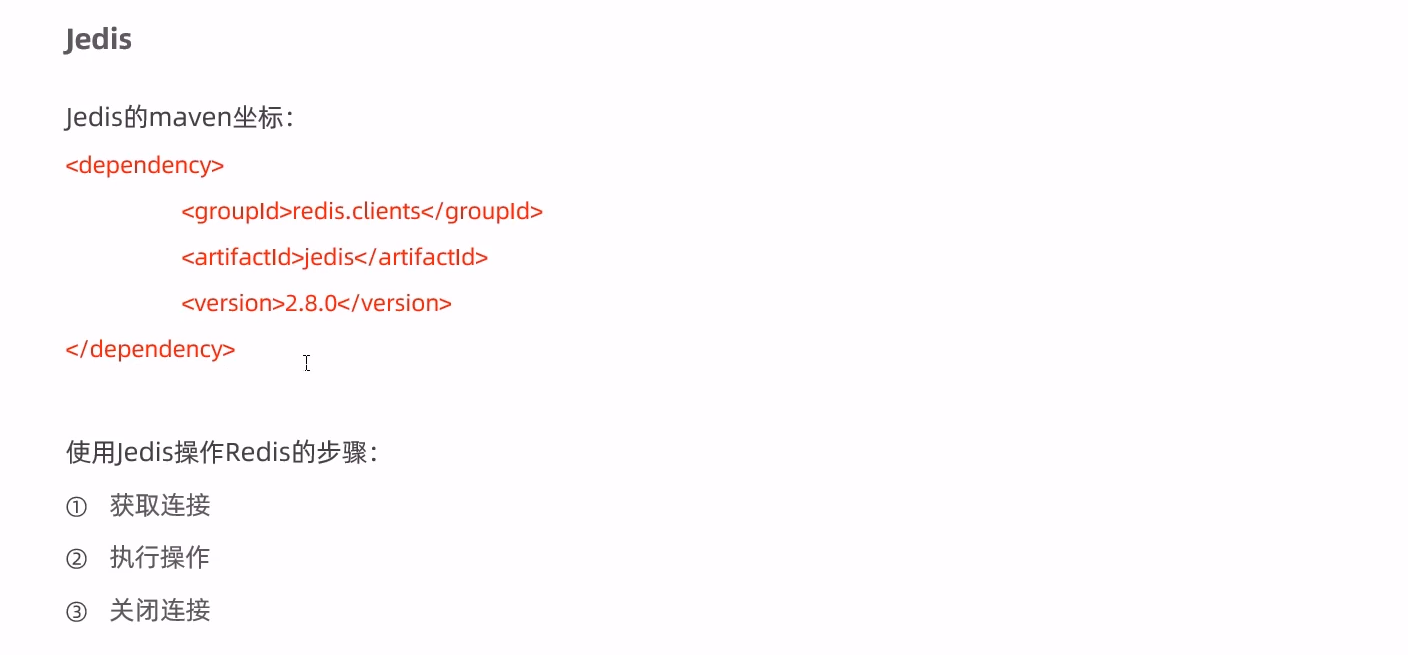 Jedis
Jedis的maven坐标：
<dependency>
<groupId>redis.clients</groupId>
<artifactId>jedis</artifactId>
<version>2.8.0</version>
</dependency>
使用Jedis操作Redis的步骤：
① 获取连接
② 执行操作
③ 关闭连接